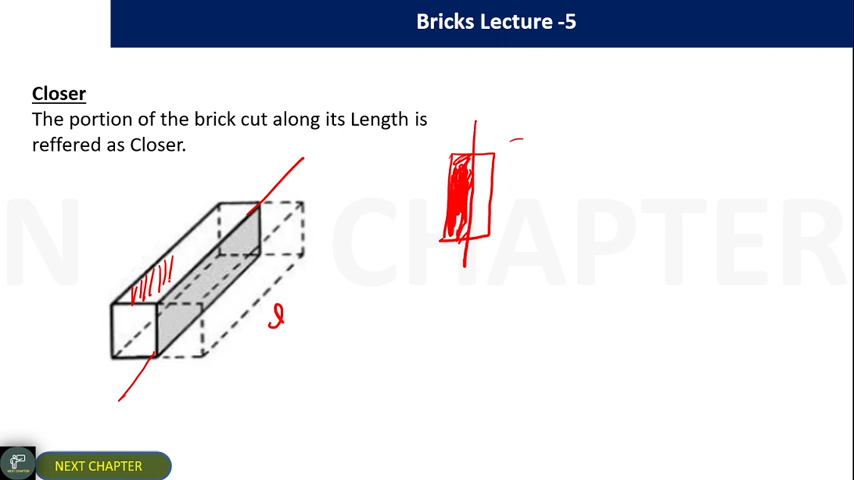 Bricks Lecture -5
Closer
The portion of the brick cut along its Length is
reffered as Closer.
N CHAPTER
l
NEXT CHAPTER